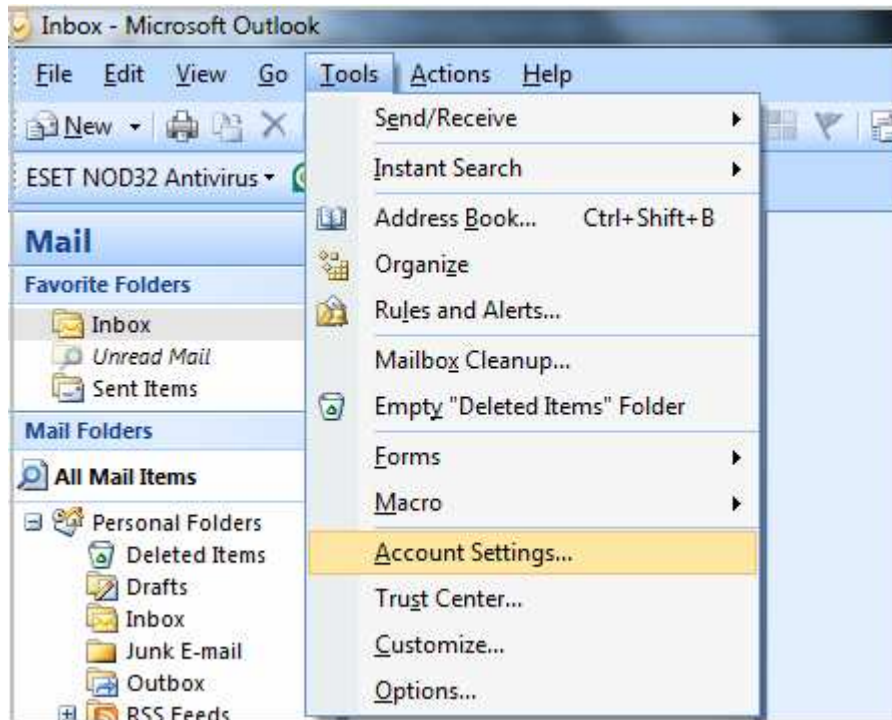 Inbox - Microsoft Outlook
File Edit View Go Tools Actions Help
New
ESET NOD32 Antivirus
Mail
Favorite Folders
Inbox
Unread Mail
Sent Items
Mail Folders
All Mail Items
Personal Folders
Deleted Items
Drafts
Inbox
Junk E-mail
Outbox
RSS Feeds
Send/Receive
Instant Search
Address Book... Ctrl+Shift+B
Organize
Rules and Alerts...
Mailbox Cleanup...
Empty "Deleted Items" Folder
Forms
Macro
Account Settings...
Trust Center...
Customize...
Options...